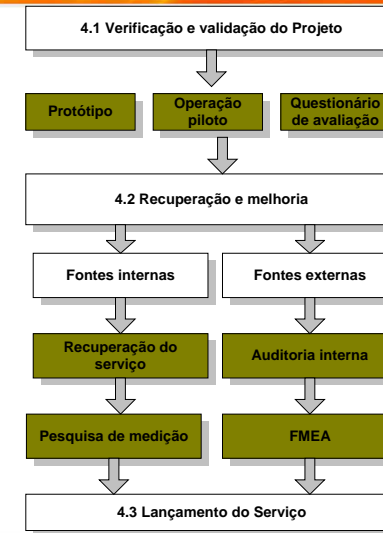 4.1 Verificação e validação do Projeto
Protótipo
Operação
piloto
Questionário
de avaliação
4.2 Recuperação e melhoria
Fontes internas
Fontes externas
Recuperação do
serviço
Auditoria interna
Pesquisa de medição
FMEA
4.3 Lançamento do Serviço